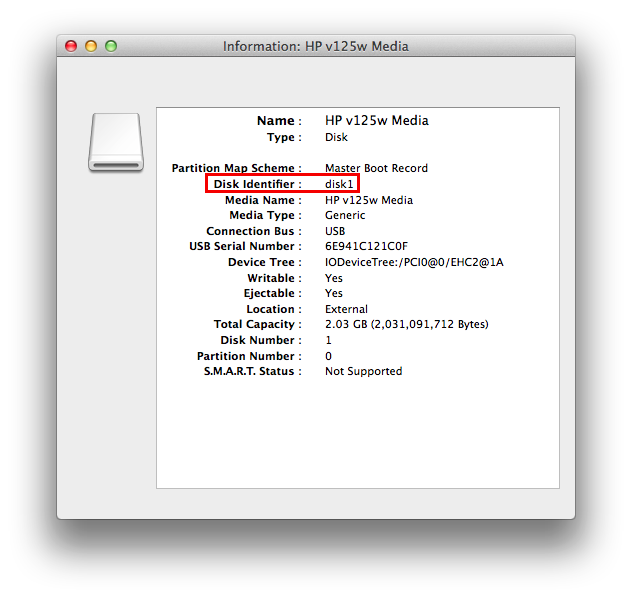 Information: HP v125w Media
Name : HP v125w Media
Type : Disk
Partition Map Scheme : Master Boot Record
Disk Identifier : disk1
Media Name : HP v125w Media
Media Type : Generic
Connection Bus : USB
USB Serial Number : 6E941C121C0F
Device Tree : IODeviceTree:/PCI0@0/EHC2@1A
Writable : Yes
Ejectable : Yes
Location : External
Total Capacity : 2.03 GB (2,031,091,712 Bytes)
Disk Number : 1
Partition Number : 0
S.M.A.R.T. Status : Not Supported